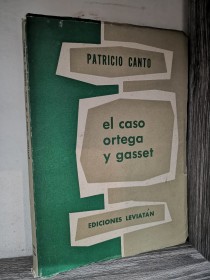 PATRICIO CANTO
el caso
ortega
y gasset
EDICIONES LEVIATÁN